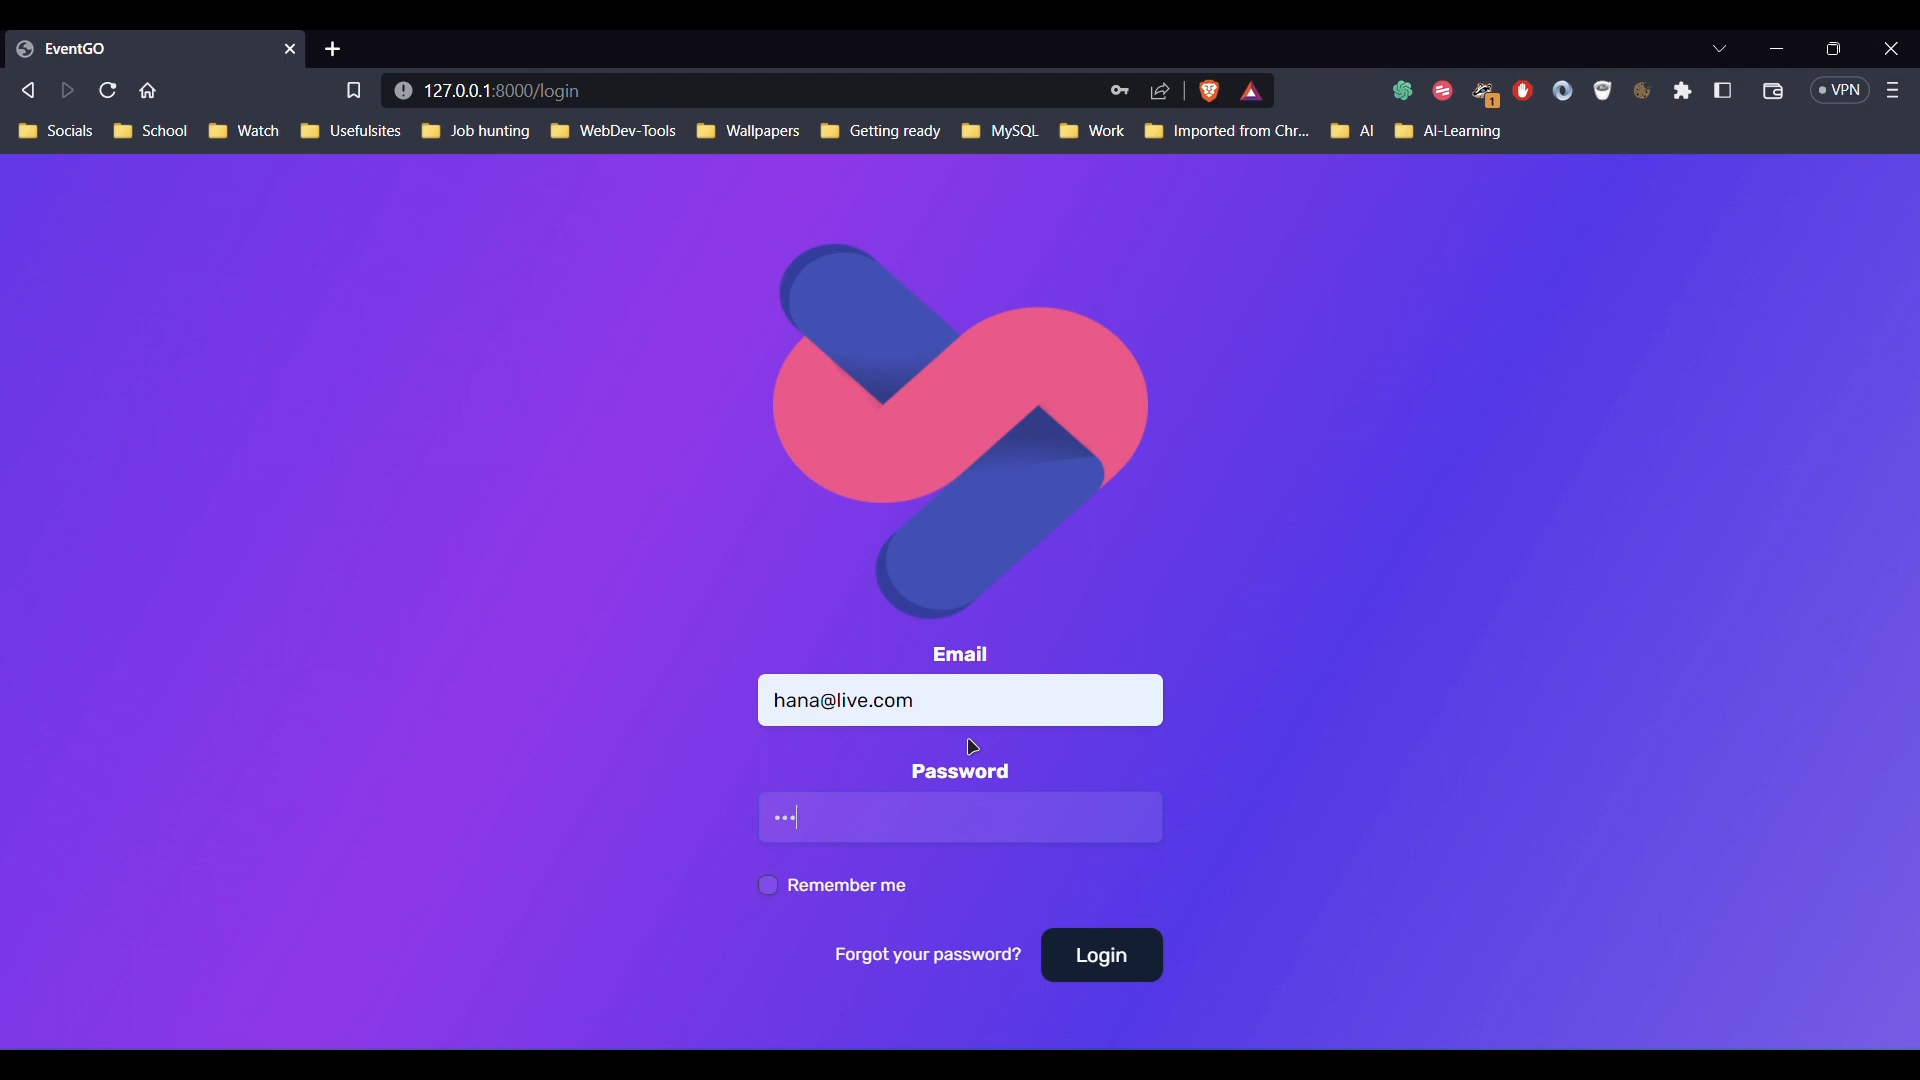 EventGO
127.0.0.1:8000/login
1
VPN
Socials School Watch Usefulsites Job hunting WebDev-Tools Wallpapers Getting ready MySQL Work Imported from Chr... AI AI-Learning
Email
hana@live.com
Password
•••
Remember me
Forgot your password? Login